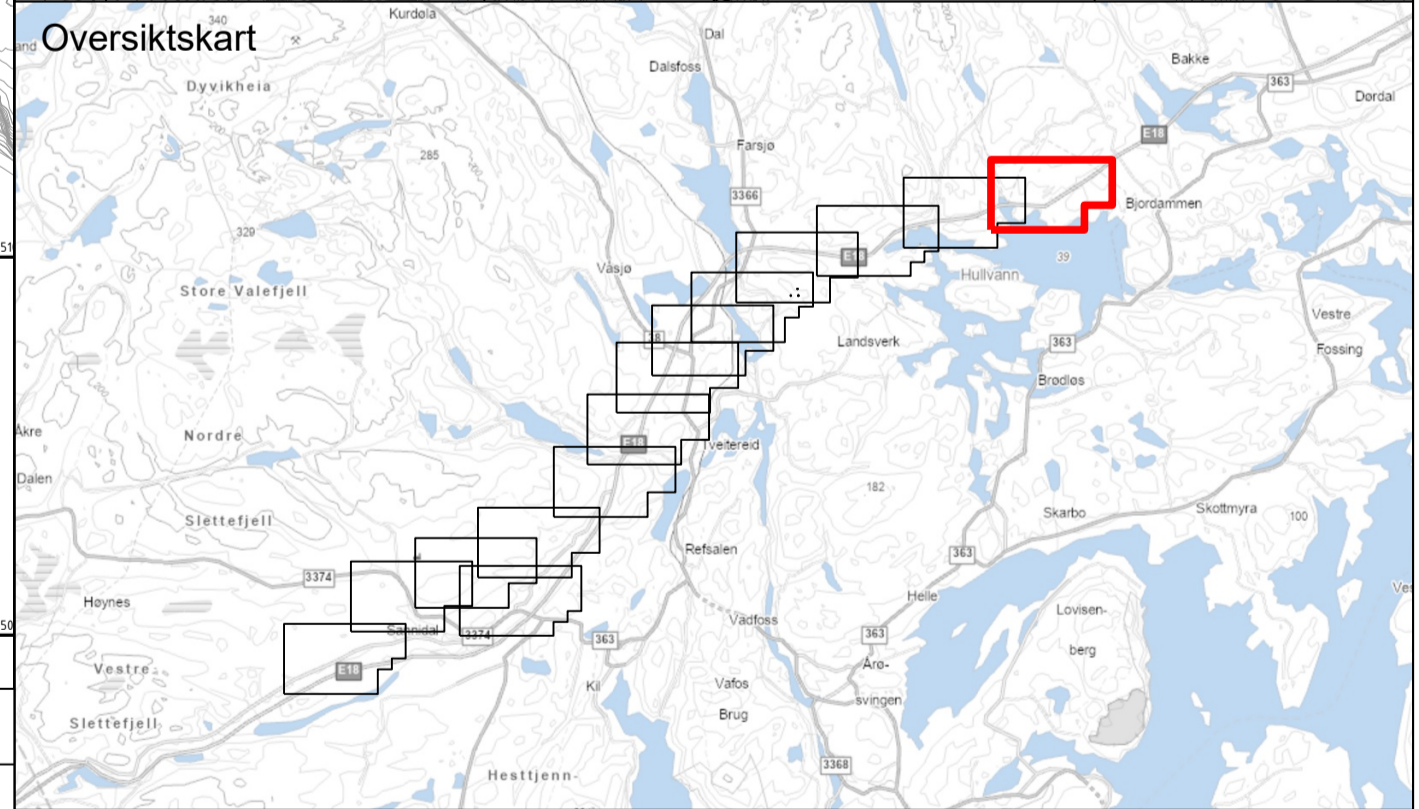 Oversiktskart
Kurdøla
340
Dal
Dalsfoss
Bakke
363
Dørdal
Dyvikheia
E18
285
Farsjø
3366
Bjordammen
329
E18
39
Hullvann
Vasjø
Store Valefjell
Vestre
Fossing
Landsverk
363
Brødløs
Nordre
E18
Tveitereid
Dalen
182
Slettefjell
Skarbo
Skottmyra
100
Refsalen
363
3374
Høynes
Helle
Lovisen-
berg
Vadfoss
Sannidal
3374
363
363
Vestre
E18
Årø-
svingen
Kil
Vafos
Brug
Slettefjell
3368
Hesttjenn-